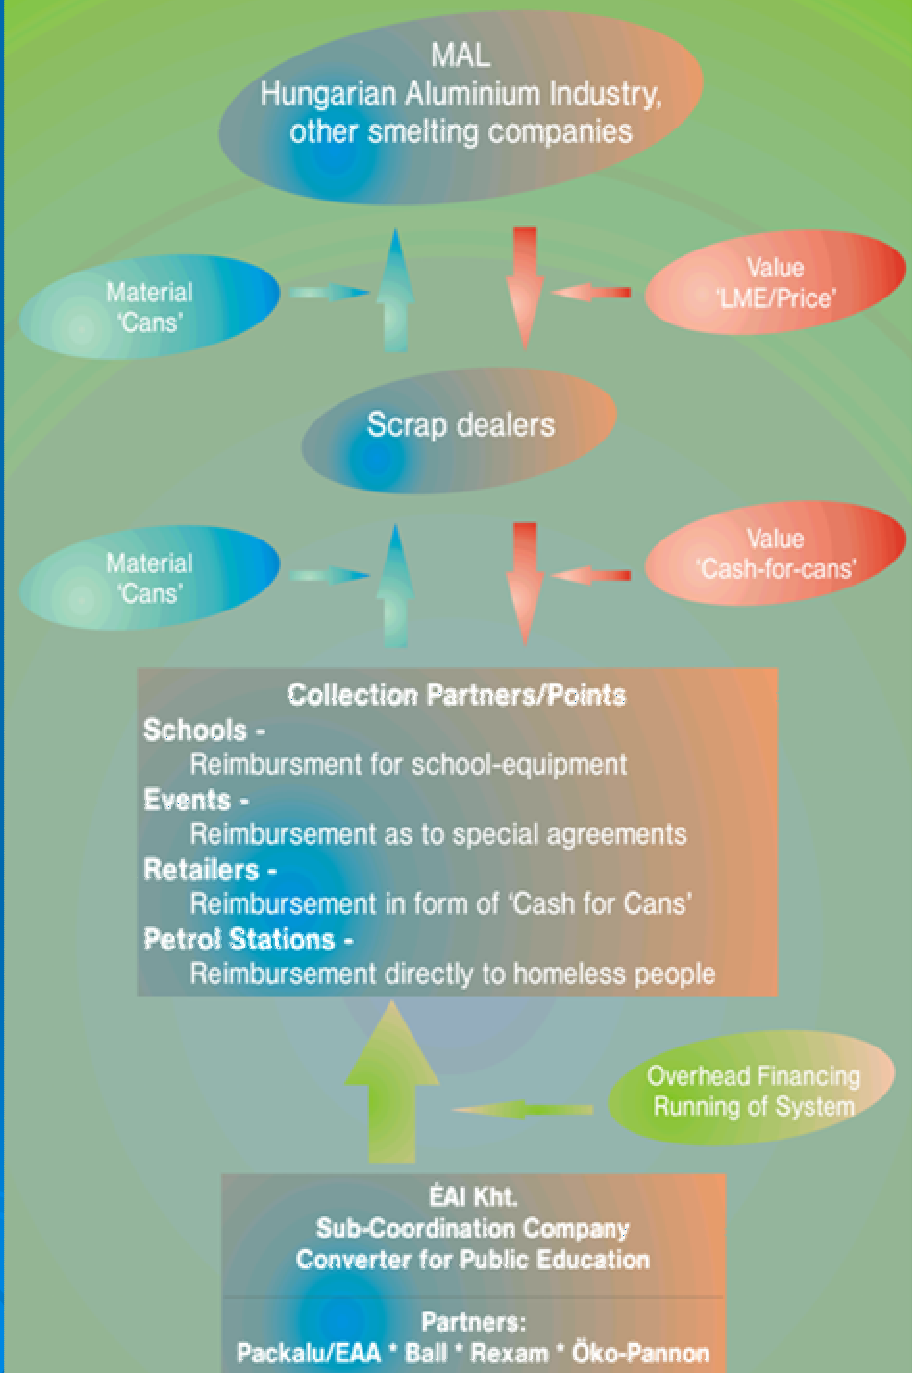 MAL
Hungarian Aluminium Industry,
other smelting companies
Material
'Cans'
Value
'LME/Price'
Scrap dealers
Material
'Cans'
Value
'Cash-for-cans'
Collection Partners/Points
Schools -
Reimbursment for school-equipment
Events -
Reimbursement as to special agreements
Retailers -
Reimbursement in form of 'Cash for Cans'
Petrol Stations -
Reimbursement directly to homeless people
Overhead Financing
Running of System
ÉAI Kht.
Sub-Coordination Company
Converter for Public Education
Partners:
Packalu/EAA * Ball * Rexam * Öko-Pannon